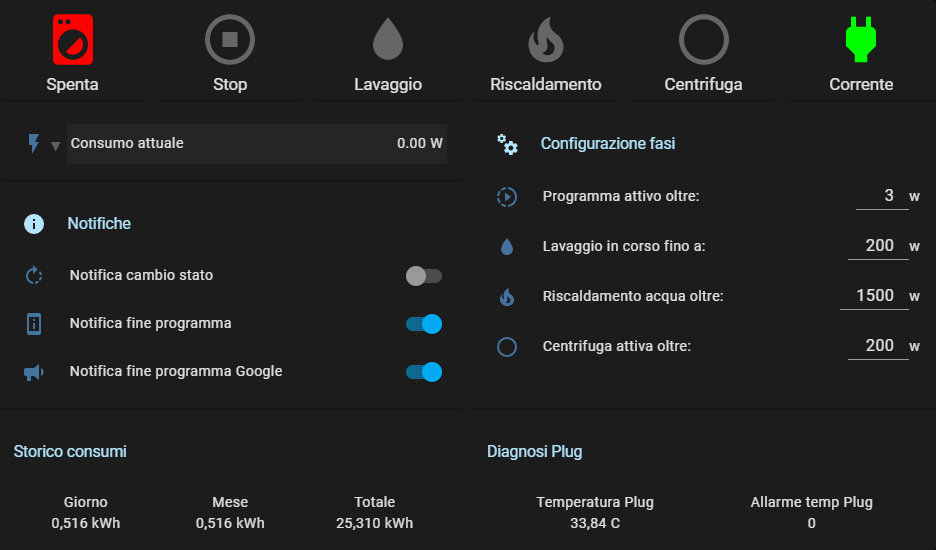 Spenta Stop Lavaggio Riscaldamento Centrifuga Corrente
Consumo attuale 0.00 W
Notifiche
Notifica cambio stato
Notifica fine programma
Notifica fine programma Google
Configurazione fasi
Programma attivo oltre: 3 w
Lavaggio in corso fino a: 200 w
Riscaldamento acqua oltre: 1500 w
Centrifuga attiva oltre: 200 w
Storico consumi
Giorno Mese Totale
0,516 kWh 0,516 kWh 25,310 kWh
Diagnosi Plug
Temperatura Plug Allarme temp Plug
33,84 C 0